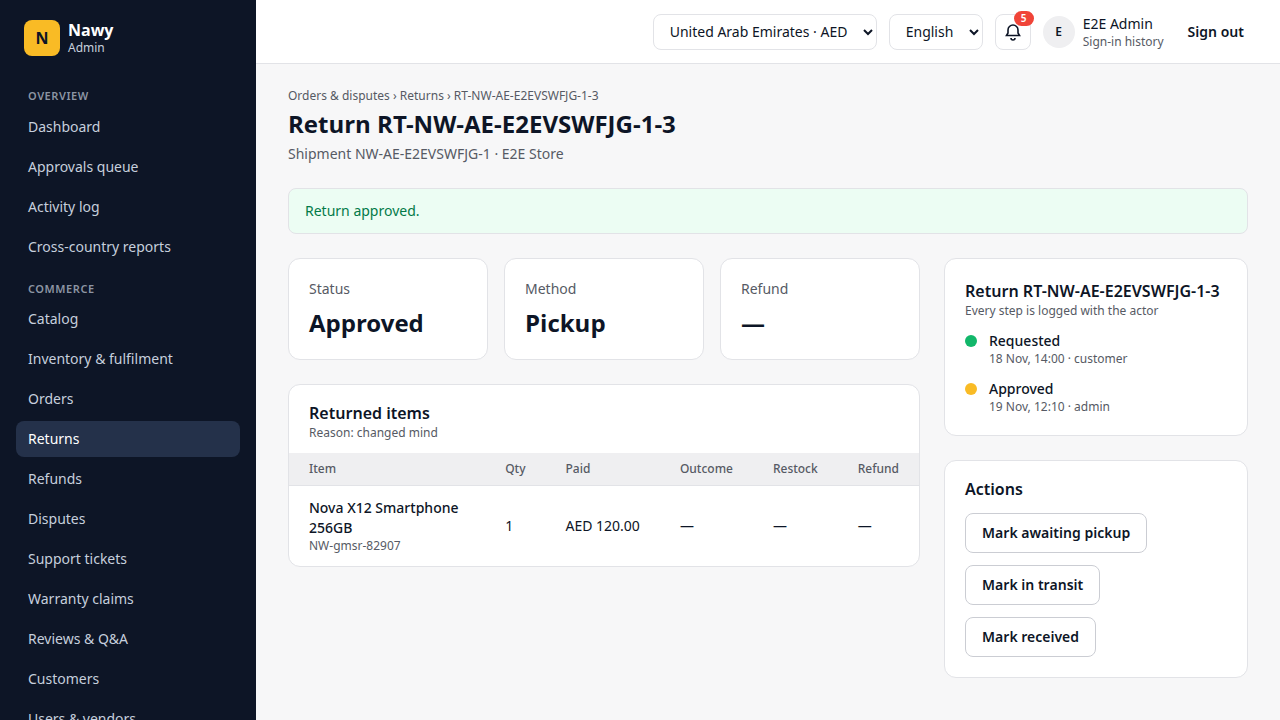 N
Nawy
Admin
United Arab Emirates · AED
English
5
E
E2E Admin
Sign-in history
Sign out
OVERVIEW
Dashboard
Approvals queue
Activity log
Cross-country reports
COMMERCE
Catalog
Inventory & fulfilment
Orders
Returns
Refunds
Disputes
Support tickets
Warranty claims
Reviews & Q&A
Customers
Users & vendors
Orders & disputes › Returns › RT-NW-AE-E2EVSWFJG-1-3
Return RT-NW-AE-E2EVSWFJG-1-3
Shipment NW-AE-E2EVSWFJG-1 · E2E Store
Return approved.
Status
Approved
Method
Pickup
Refund
—
Returned items
Reason: changed mind
Item Qty Paid Outcome Restock Refund
Nova X12 Smartphone
256GB
NW-gmsr-82907
1 AED 120.00 — — —
Return RT-NW-AE-E2EVSWFJG-1-3
Every step is logged with the actor
Requested
18 Nov, 14:00 · customer
Approved
19 Nov, 12:10 · admin
Actions
Mark awaiting pickup
Mark in transit
Mark received